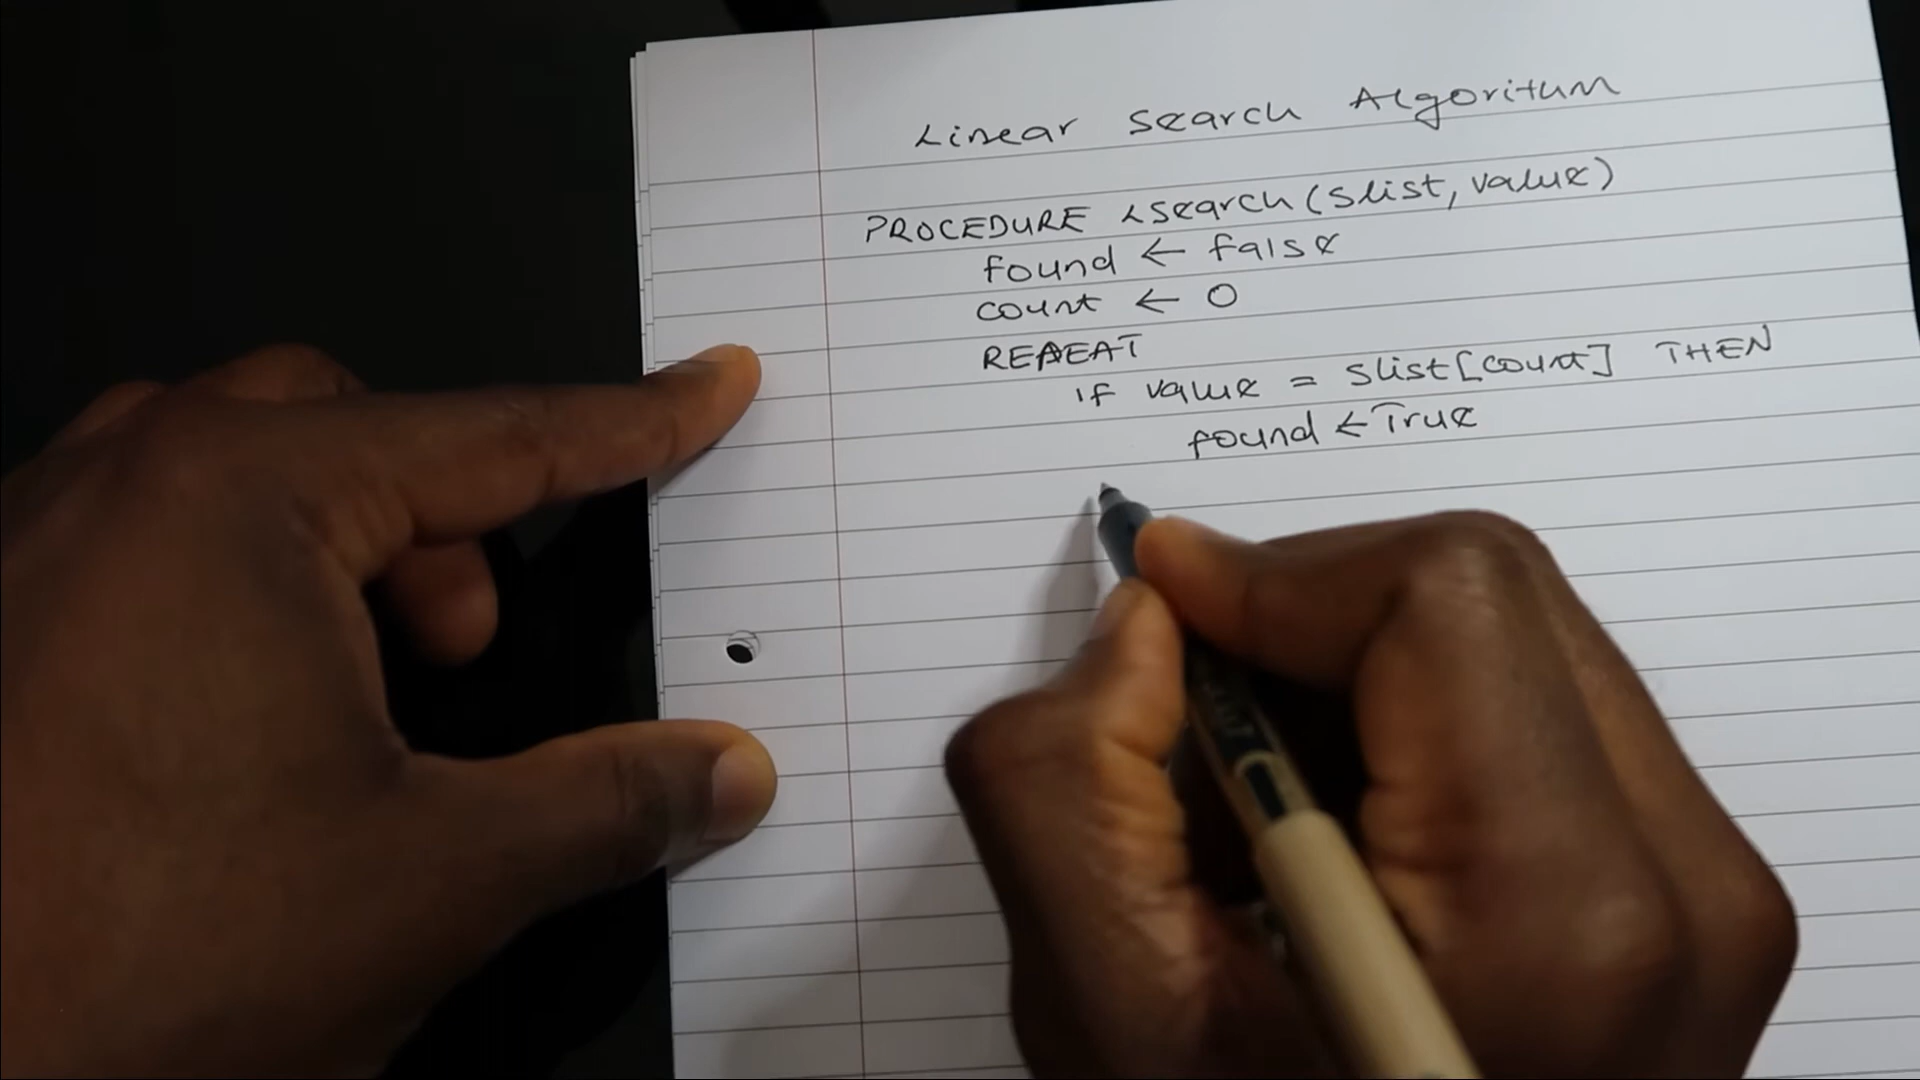 Linear Search Algorithm
PROCEDURE Lsearch(slist, value)
found ← false
count ← 0
REPEAT
if value = slist[count] THEN
found ← True